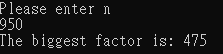 Please enter n
950
The biggest factor is: 475